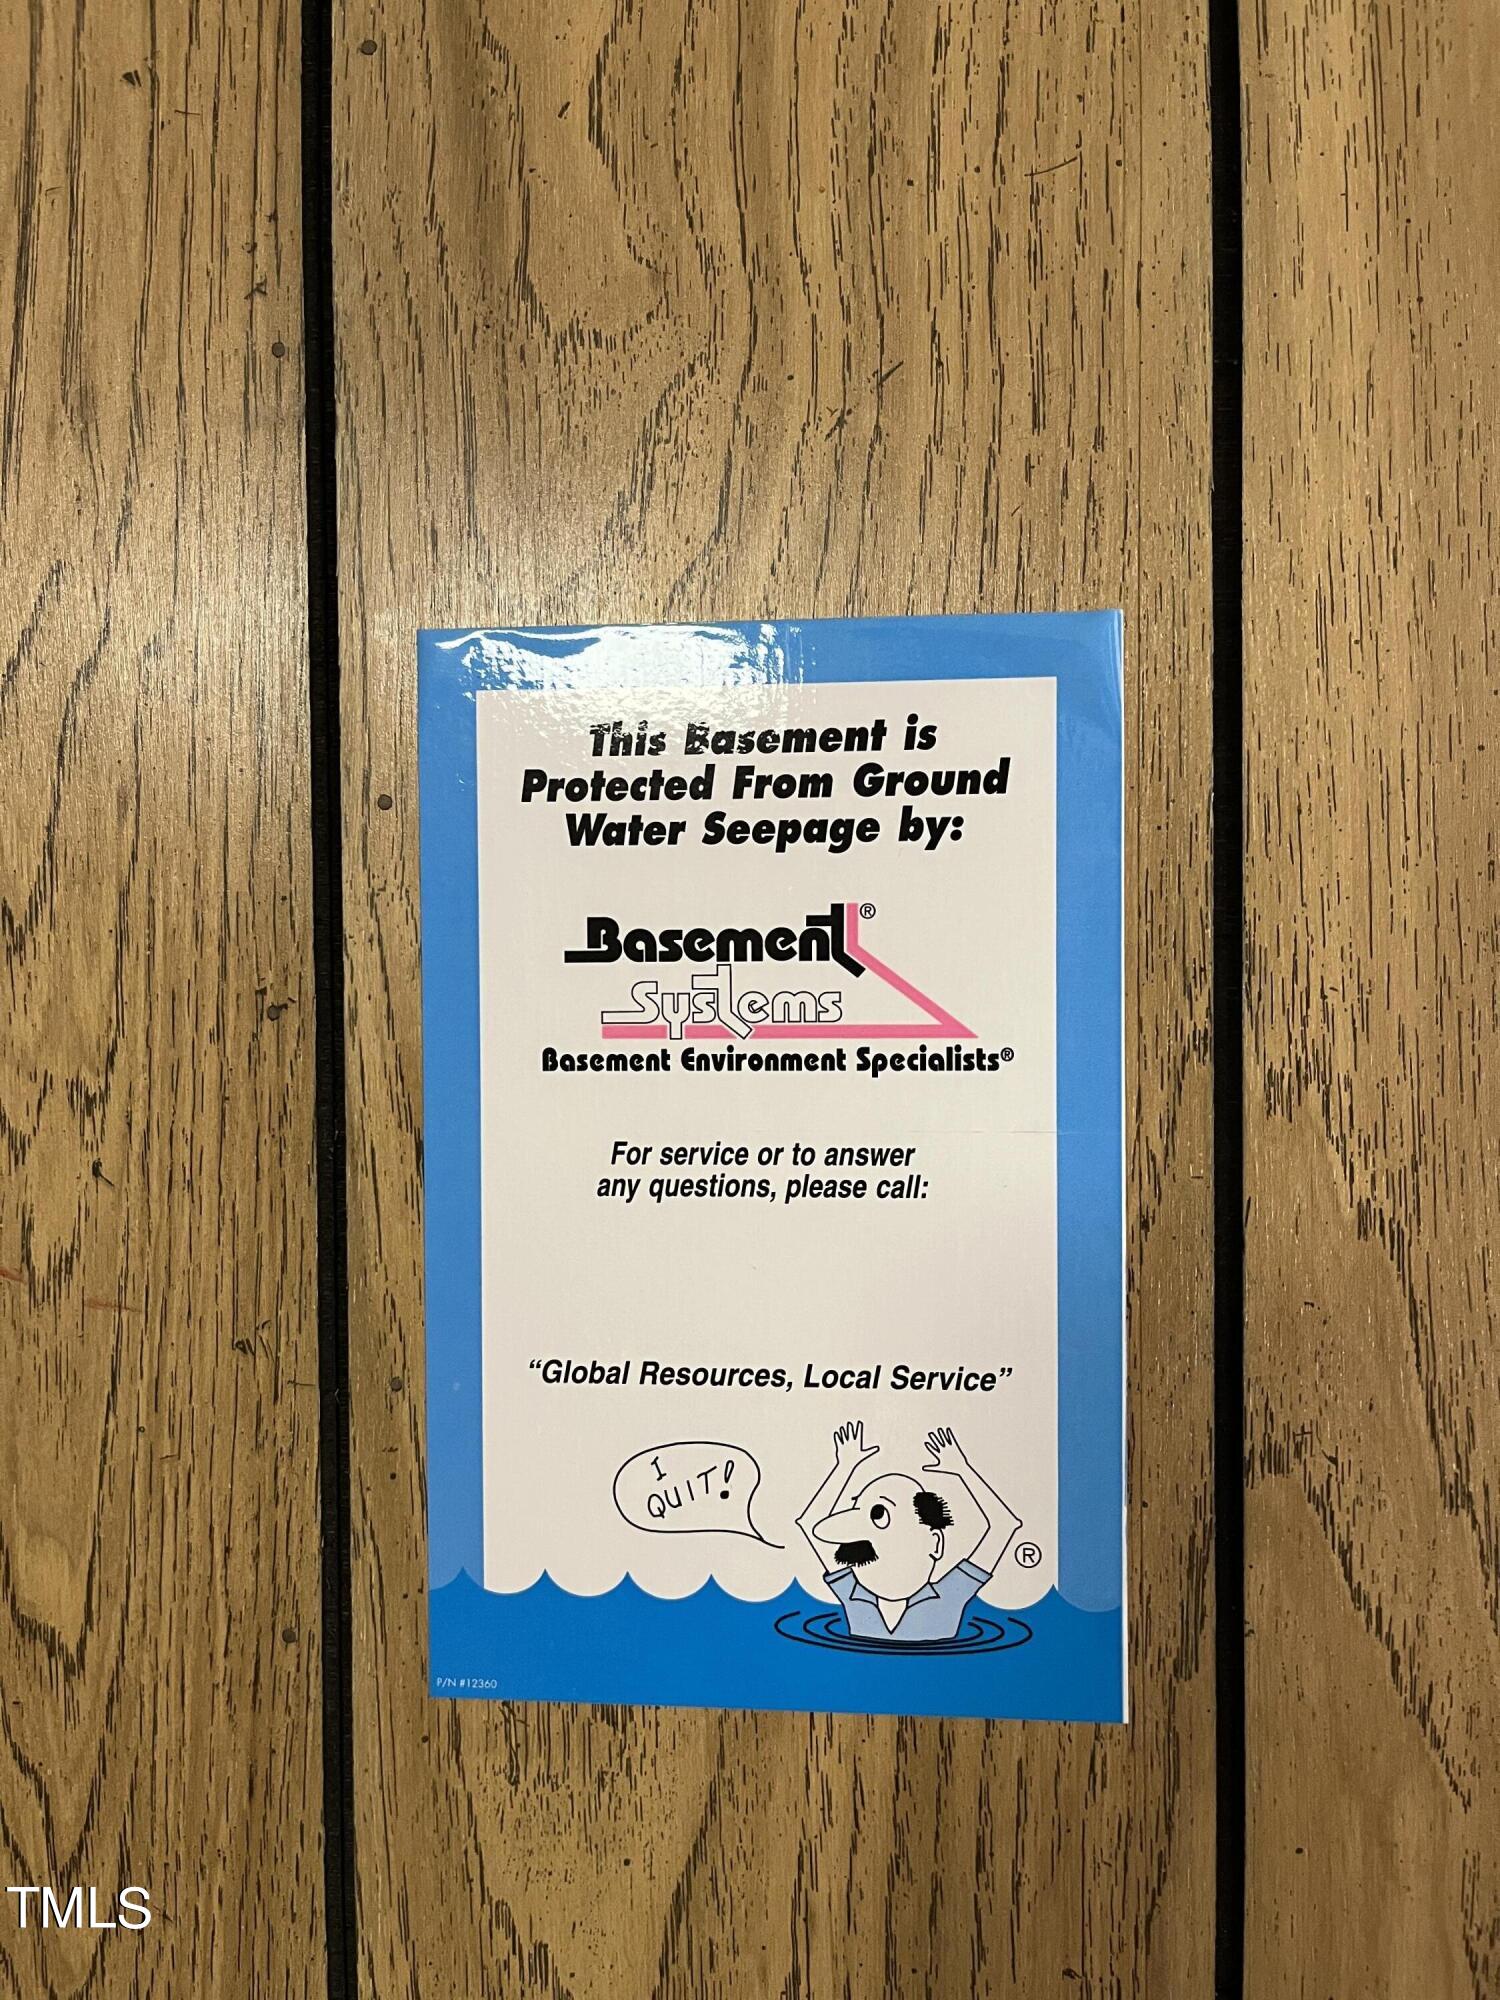 This Basement is
Protected From Ground
Water Seepage by:
Basement®
Systems
Basement Environment Specialists®
For service or to answer
any questions, please call:
"Global Resources, Local Service"
I
QUIT!
®
P/N #12360
TMLS